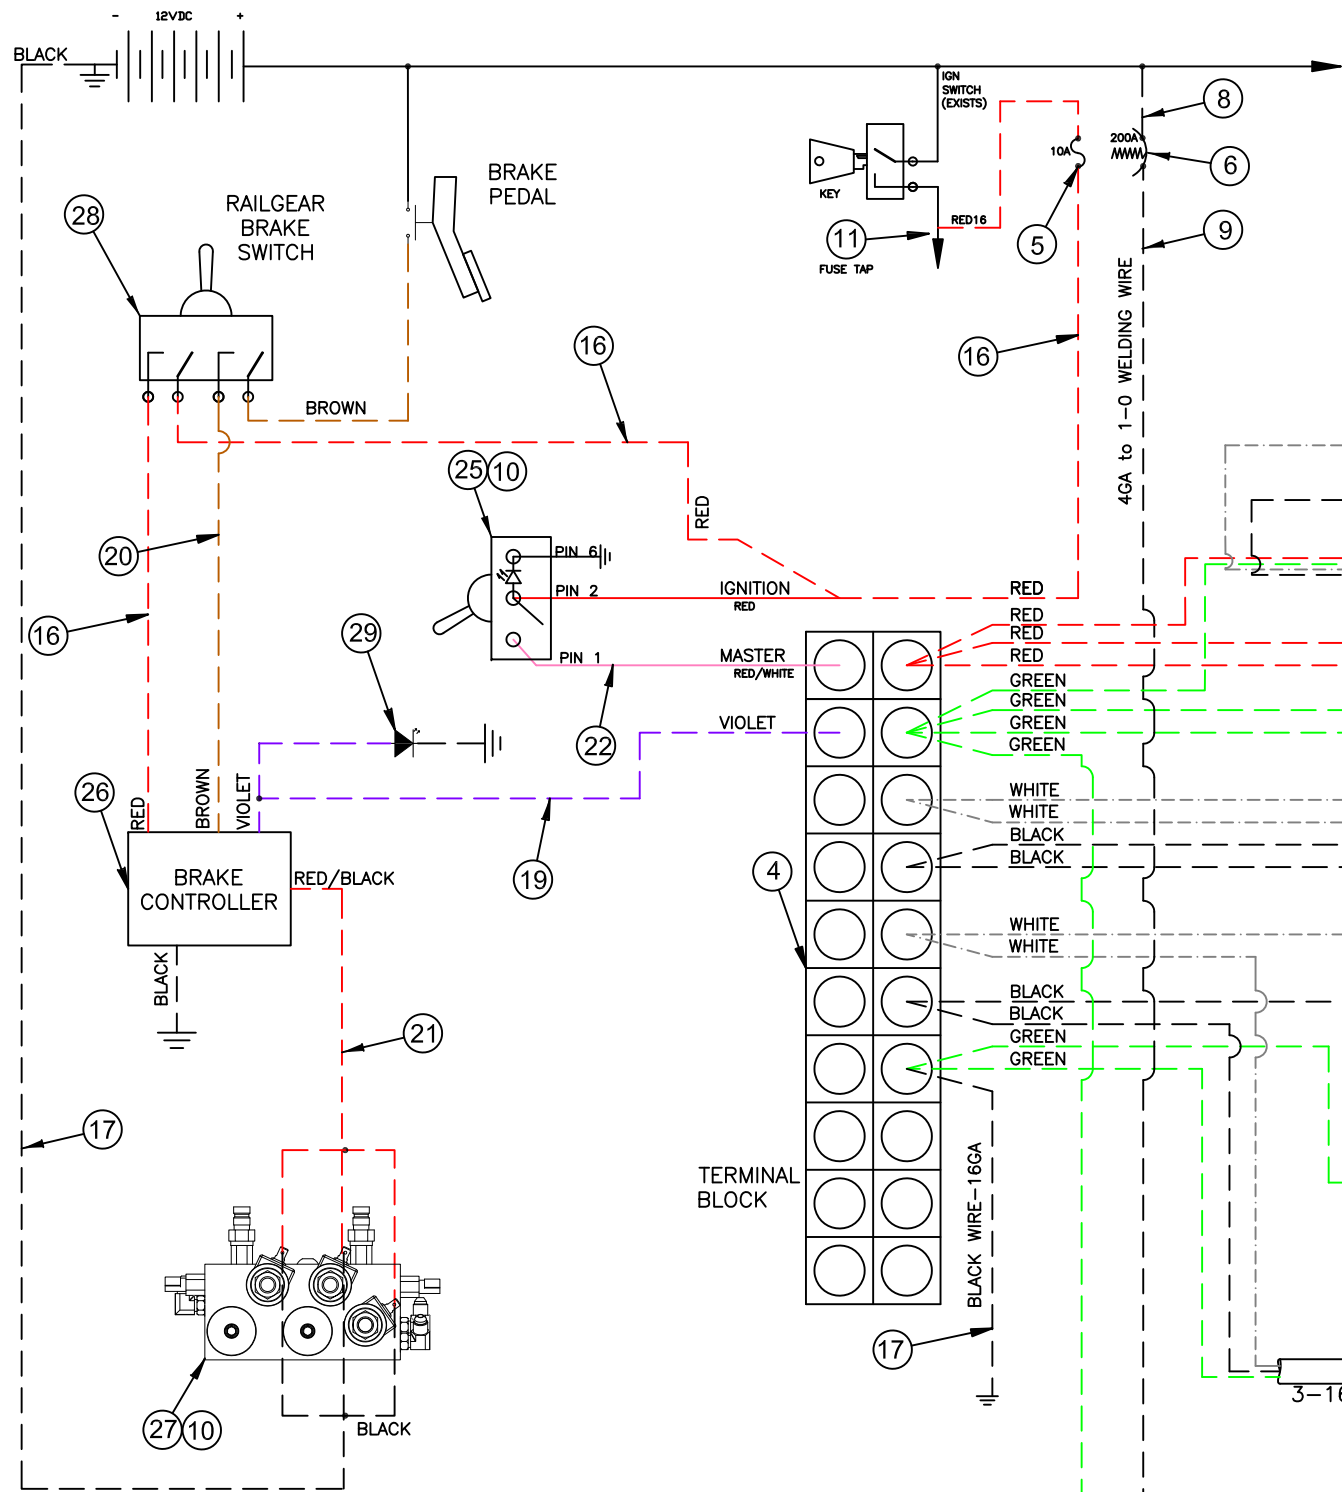 - 12VDC +
BLACK
IGN
SWITCH
(EXISTS)
8
200A
10A
6
BRAKE
PEDAL
KEY
RAILGEAR
BRAKE
SWITCH
28
RED16
11
FUSE TAP
5
9
4GA to 1-0 WELDING WIRE
16
16
BROWN
25 10
RED
20
PIN 6
PIN 2
IGNITION
RED
RED
16
29
RED
RED
RED
PIN 1
MASTER
RED/WHITE
GREEN
GREEN
GREEN
GREEN
VIOLET
22
26
RED
BROWN
VIOLET
WHITE
WHITE
BLACK
BLACK
19
4
BRAKE
CONTROLLER
RED/BLACK
WHITE
WHITE
BLACK
BLACK
BLACK
GREEN
GREEN
21
17
TERMINAL
BLOCK
BLACK WIRE-16GA
17
3-16
27 10
BLACK